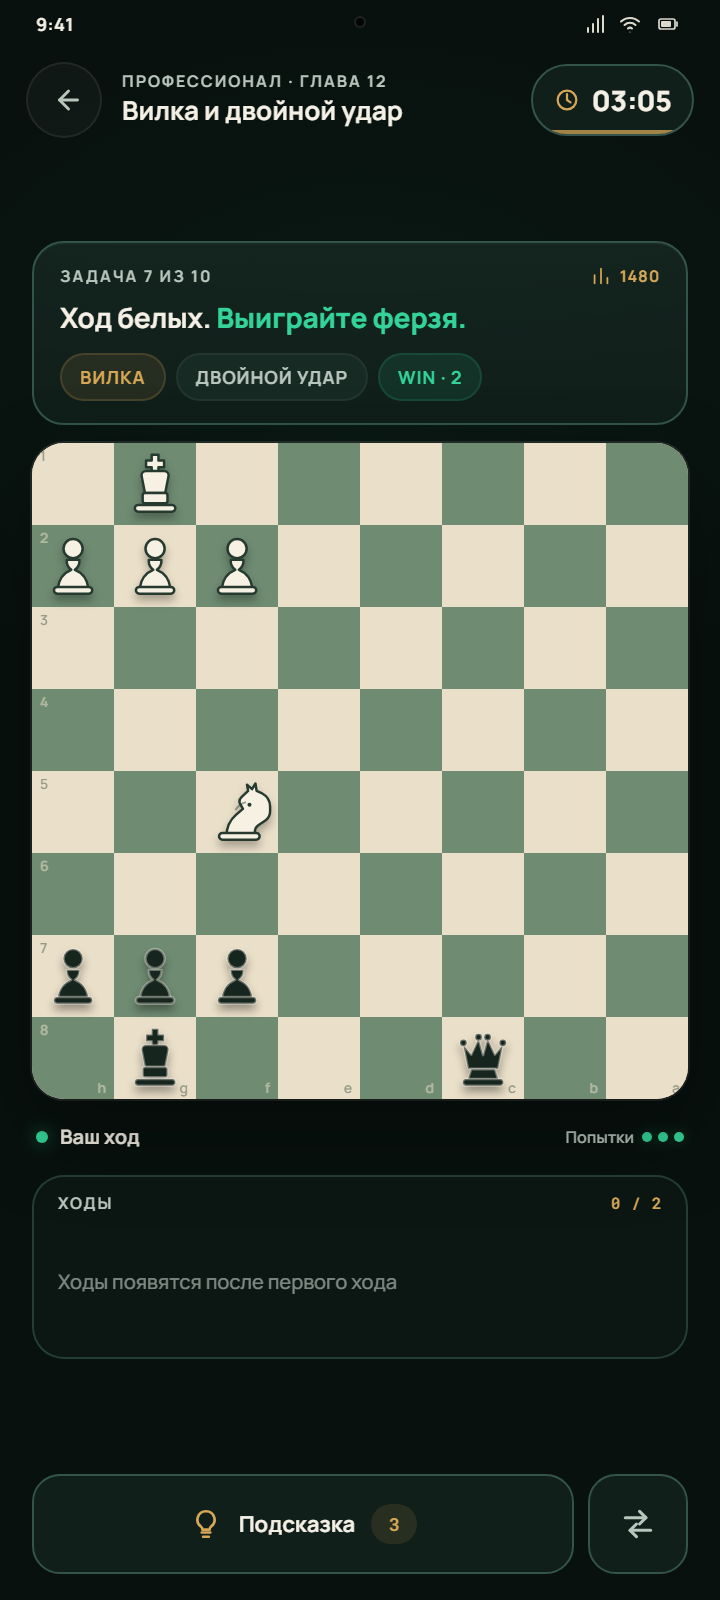 9:41
ПРОФЕССИОНАЛ · ГЛАВА 12
Вилка и двойной удар
03:05
ЗАДАЧА 7 ИЗ 10
1480
Ход белых. Выиграйте ферзя.
ВИЛКА
ДВОЙНОЙ УДАР
WIN · 2
1
2
3
4
5
6
7
8
h g f e d c b a
Ваш ход
Попытки
ХОДЫ
0 / 2
Ходы появятся после первого хода
Подсказка 3